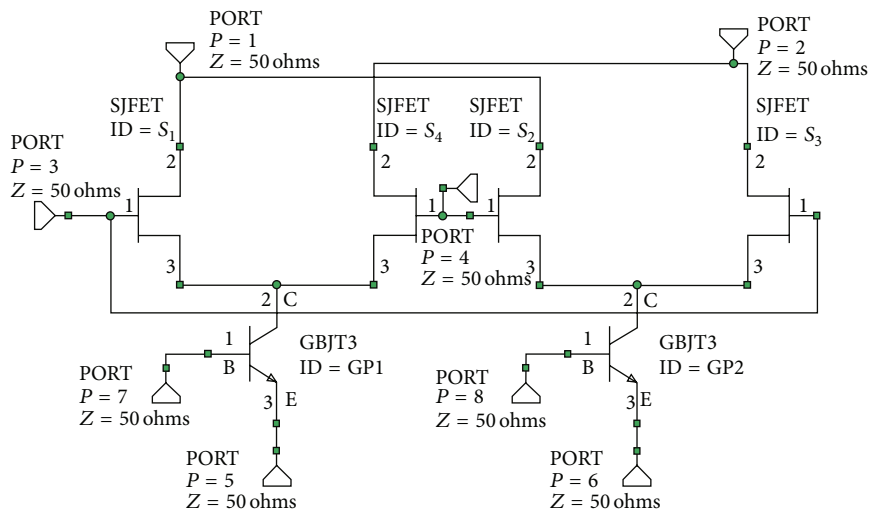 PORT
P = 1
Z = 50 ohms
PORT
P = 2
Z = 50 ohms
SJFET
ID = S1
SJFET
ID = S4
SJFET
ID = S2
SJFET
ID = S3
PORT
P = 3
Z = 50 ohms
2
2
2
2
1
1
1
1
PORT
P = 4
Z = 50 ohms
3
3
3
3
2 C
2 C
1
B
GBJT3
ID = GP1
1
B
GBJT3
ID = GP2
PORT
P = 7
Z = 50 ohms
3 E
PORT
P = 8
Z = 50 ohms
3 E
PORT
P = 5
Z = 50 ohms
PORT
P = 6
Z = 50 ohms